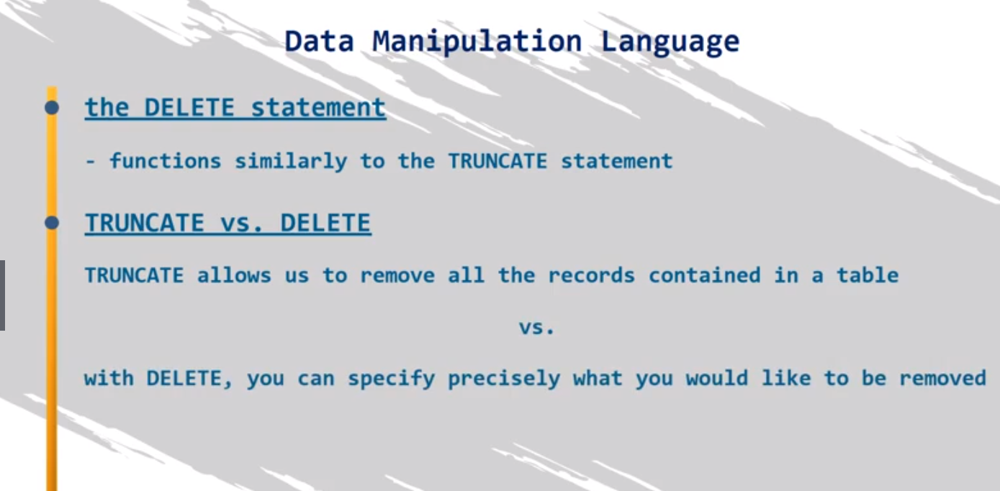 Data Manipulation Language
the DELETE statement
- functions similarly to the TRUNCATE statement
TRUNCATE vs. DELETE
TRUNCATE allows us to remove all the records contained in a table
vs.
with DELETE, you can specify precisely what you would like to be removed